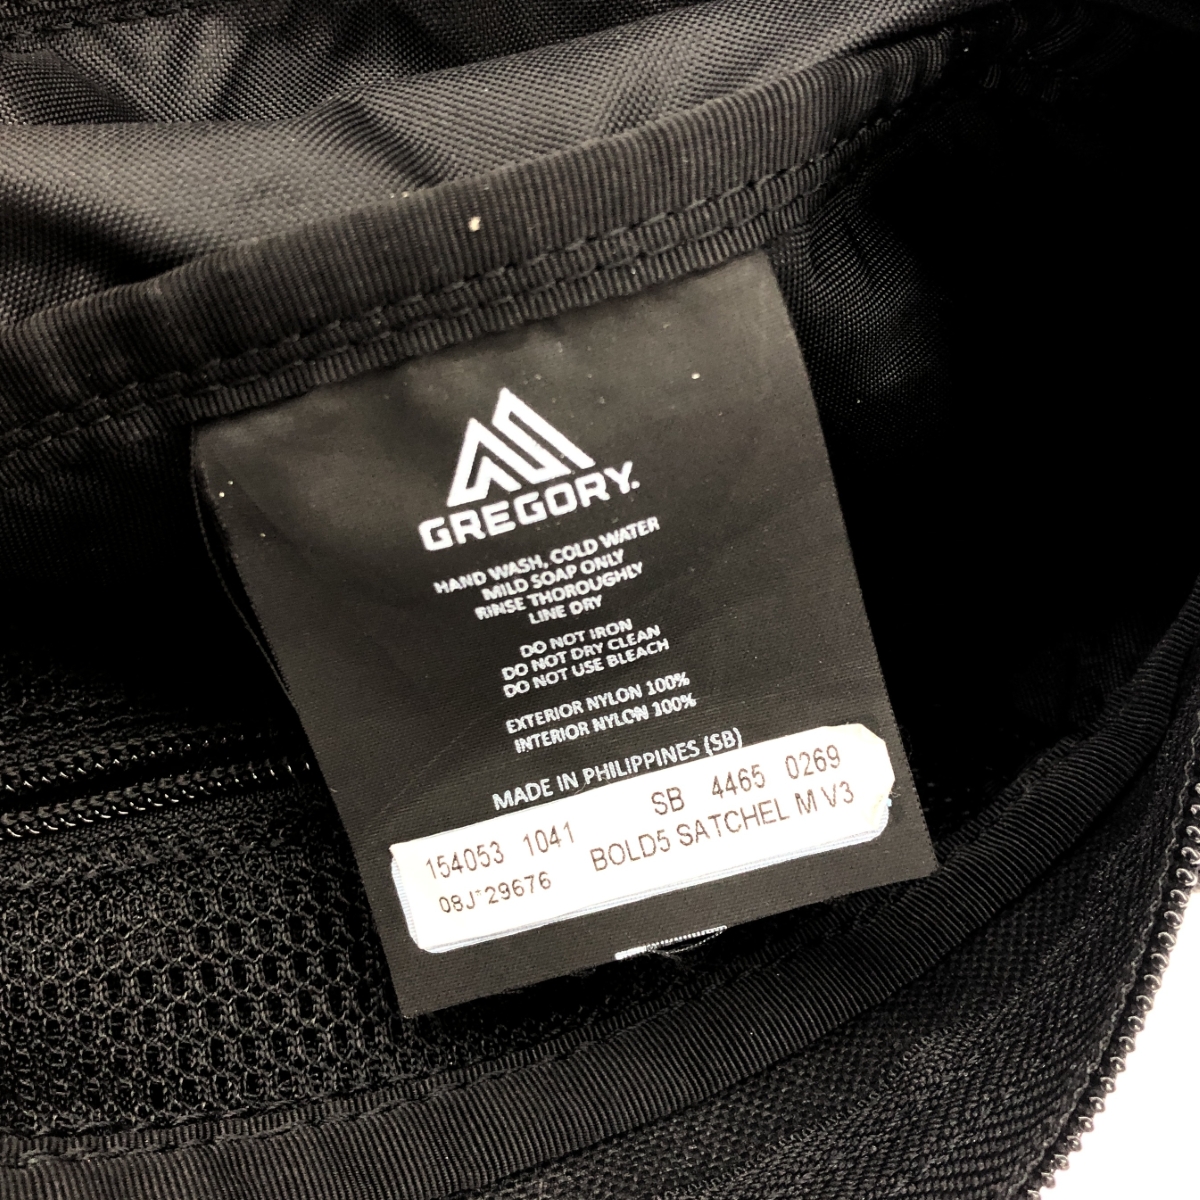 GREGORY.
HAND WASH, COLD WATER
MILD SOAP ONLY
RINSE THOROUGHLY
LINE DRY
DO NOT IRON
DO NOT DRY CLEAN
DO NOT USE BLEACH
EXTERIOR NYLON 100%
INTERIOR NYLON 100%
MADE IN PHILIPPINES (SB)
154053 1041 SB 4465 0269
08J-29676 BOLD5 SATCHEL M V3